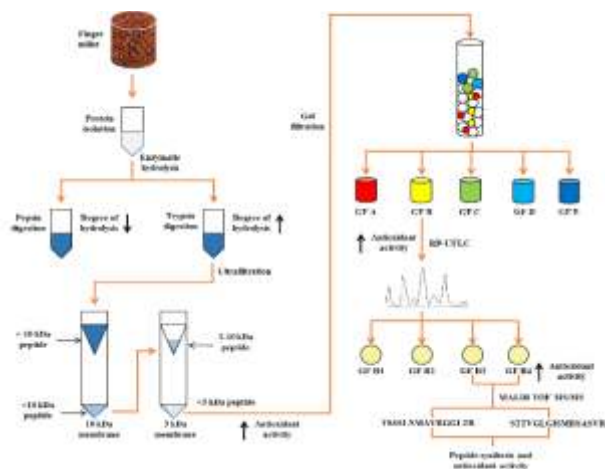 Finger
millet
Protein
isolation
Enzymatic
hydrolysis
Pepsin
digestion
Degree of
hydrolysis
Trypsin
digestion
Degree of
hydrolysis
Ultrafiltration
10 kDa
peptide
<10 kDa
peptide
10 kDa
membrane
3-10 kDa
peptide
<3 kDa peptide
3 kDa
membrane
Antioxidant
activity
Gel
filtration
GF A
GF B
GF C
GF D
GF E
Antioxidant
activity
RP-UFLC
GF B1
GF B2
GF B3
GF B4
Antioxidant
activity
MALDI TOF MS/MS
Peptide synthesis and
antioxidant activity